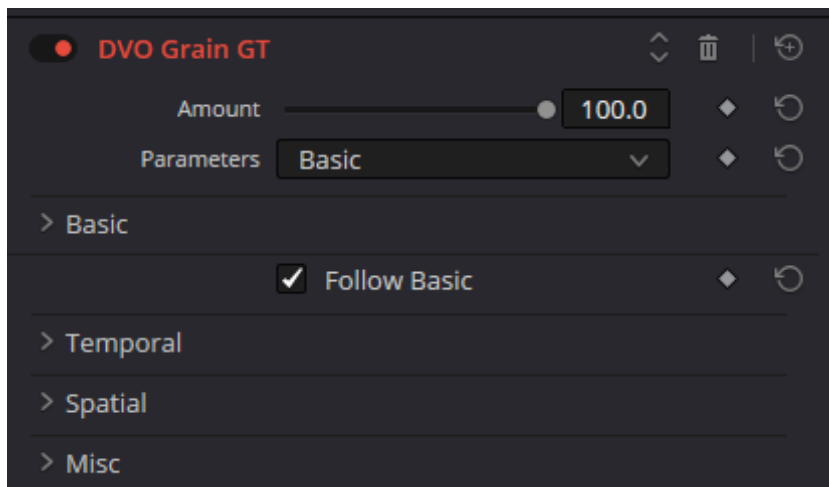 DVO Grain GT
Amount 100.0
Parameters Basic
Basic
Follow Basic
Temporal
Spatial
Misc